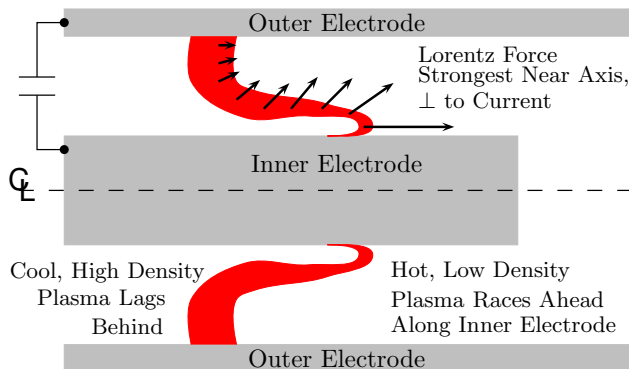 Outer Electrode
Lorentz Force
Strongest Near Axis,
⊥ to Current
Inner Electrode
℄
Cool, High Density
Plasma Lags
Behind
Hot, Low Density
Plasma Races Ahead
Along Inner Electrode
Outer Electrode